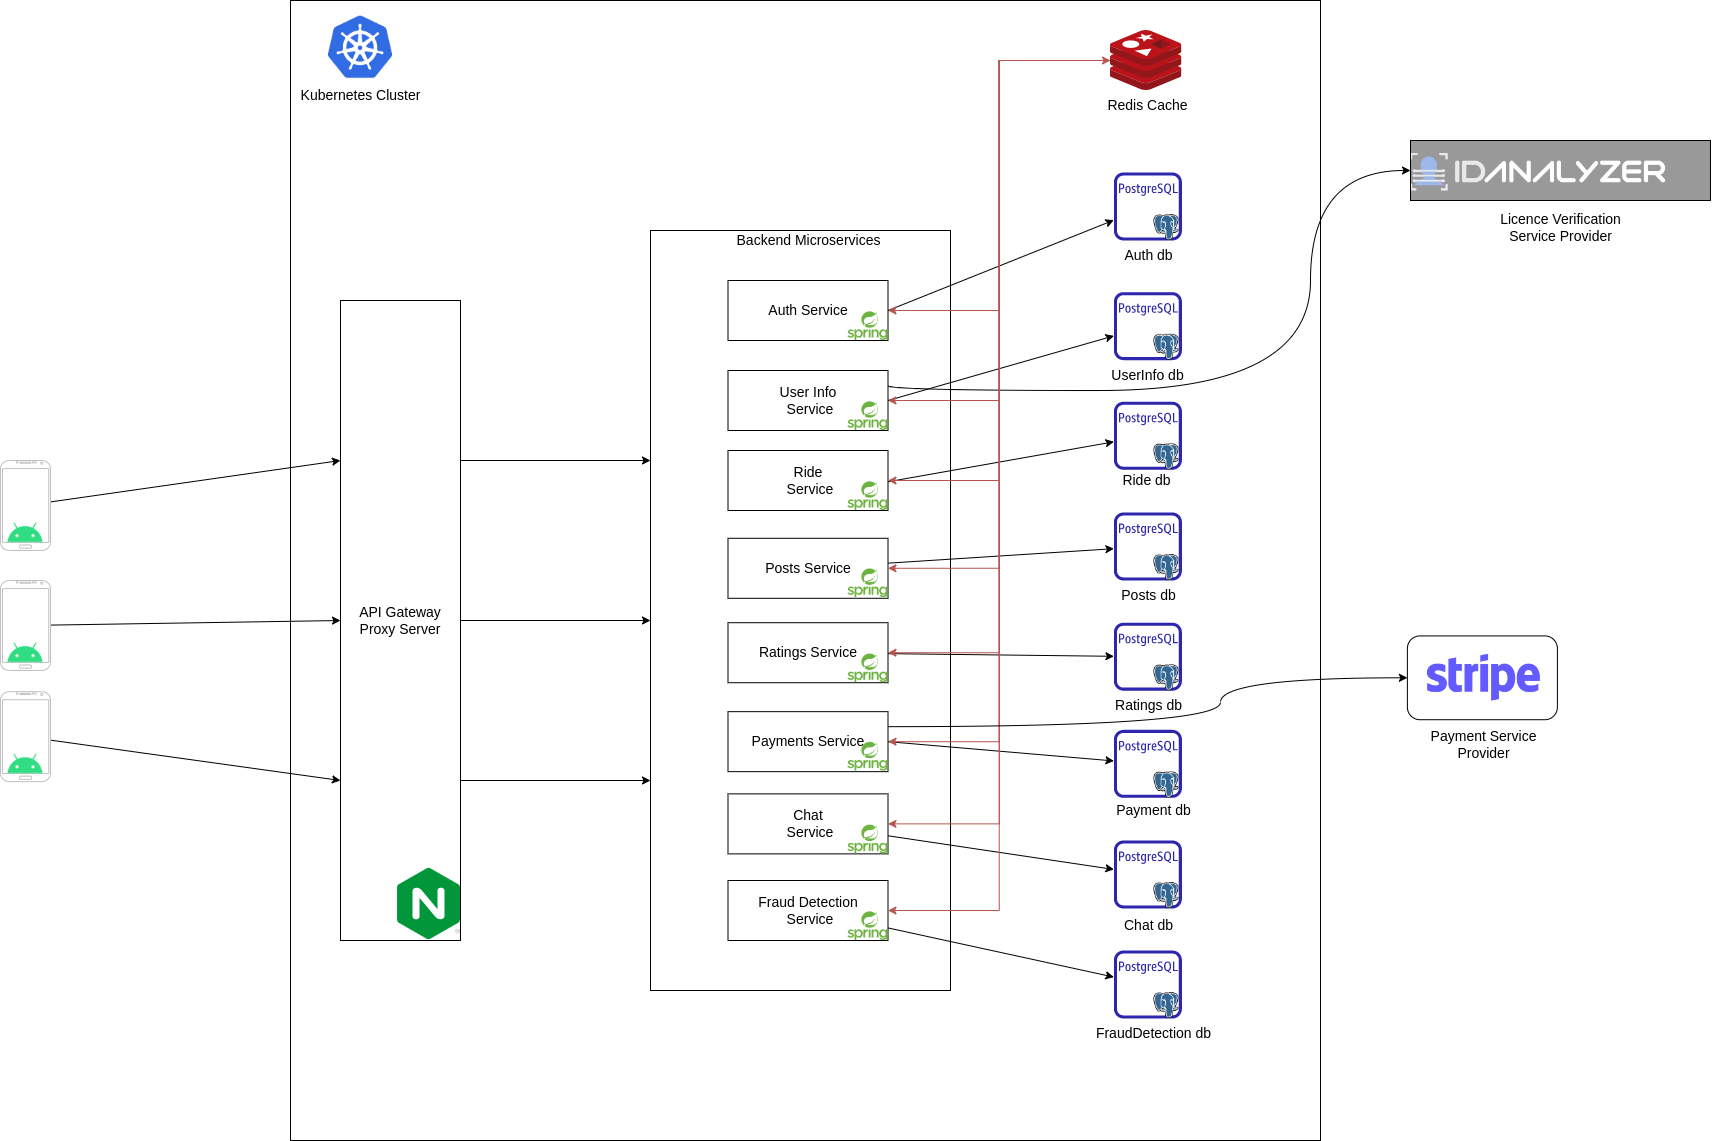 Kubernetes Cluster
Redis Cache
IDANALYZER
Licence Verification
Service Provider
PostgreSQL
Auth db
Backend Microservices
Auth Service
spring
PostgreSQL
UserInfo db
User Info
Service
spring
PostgreSQL
Ride db
Ride
Service
spring
PostgreSQL
Posts db
Posts Service
spring
API Gateway
Proxy Server
PostgreSQL
Ratings db
Ratings Service
spring
stripe
Payment Service
Provider
PostgreSQL
Payment db
Payments Service
spring
Chat
Service
spring
PostgreSQL
Chat db
N
Fraud Detection
Service
spring
PostgreSQL
FraudDetection db